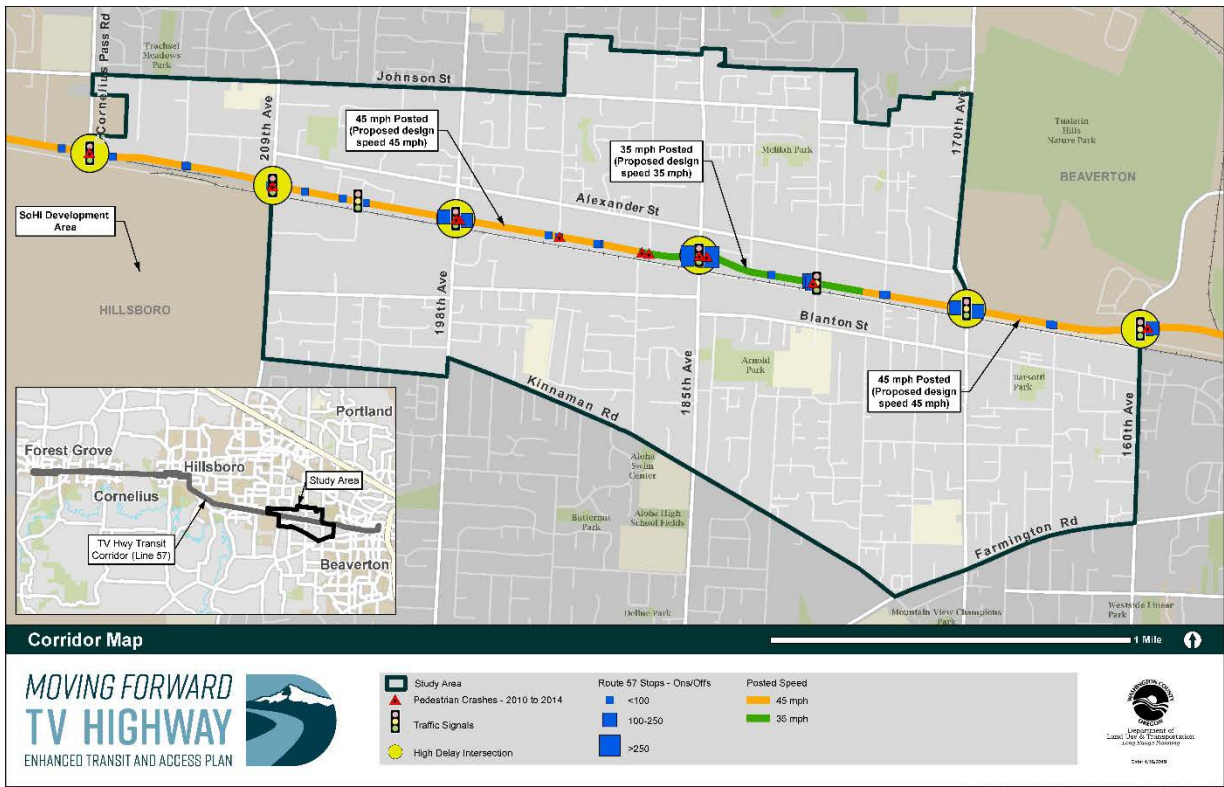 Cornelius Pass Rd
Trachsel
Meadows
Park
Johnson St
209th Ave
45 mph Posted
(Proposed design
speed 45 mph)
35 mph Posted
(Proposed design
speed 35 mph)
Melilah Park
170th Ave
Tualatin
Hills
Nature Park
BEAVERTON
SoHi Development
Area
Alexander St
HILLSBORO
198th Ave
Blanton St
185th Ave
Arnold
Park
Barsotti
Park
45 mph Posted
(Proposed design
speed 45 mph)
160th Ave
Kinnaman Rd
Aloha
Swim
Center
Butternut
Park
Aloha High
School Fields
Farmington Rd
Mountain View Champions
Park
Westside Linear
Park
Portland
Forest Grove
Hillsboro
Study Area
Cornelius
TV Hwy Transit
Corridor (Line 57)
Beaverton
Corridor Map
1 Mile
MOVING FORWARD
TV HIGHWAY
ENHANCED TRANSIT AND ACCESS PLAN
Study Area
Pedestrian Crashes - 2010 to 2014
Traffic Signals
High Delay Intersection
Route 57 Stops - Ons/Offs
<100
100-250
>250
Posted Speed
45 mph
35 mph
WASHINGTON COUNTY
OREGON
Department of
Land Use & Transportation
Long Range Planning